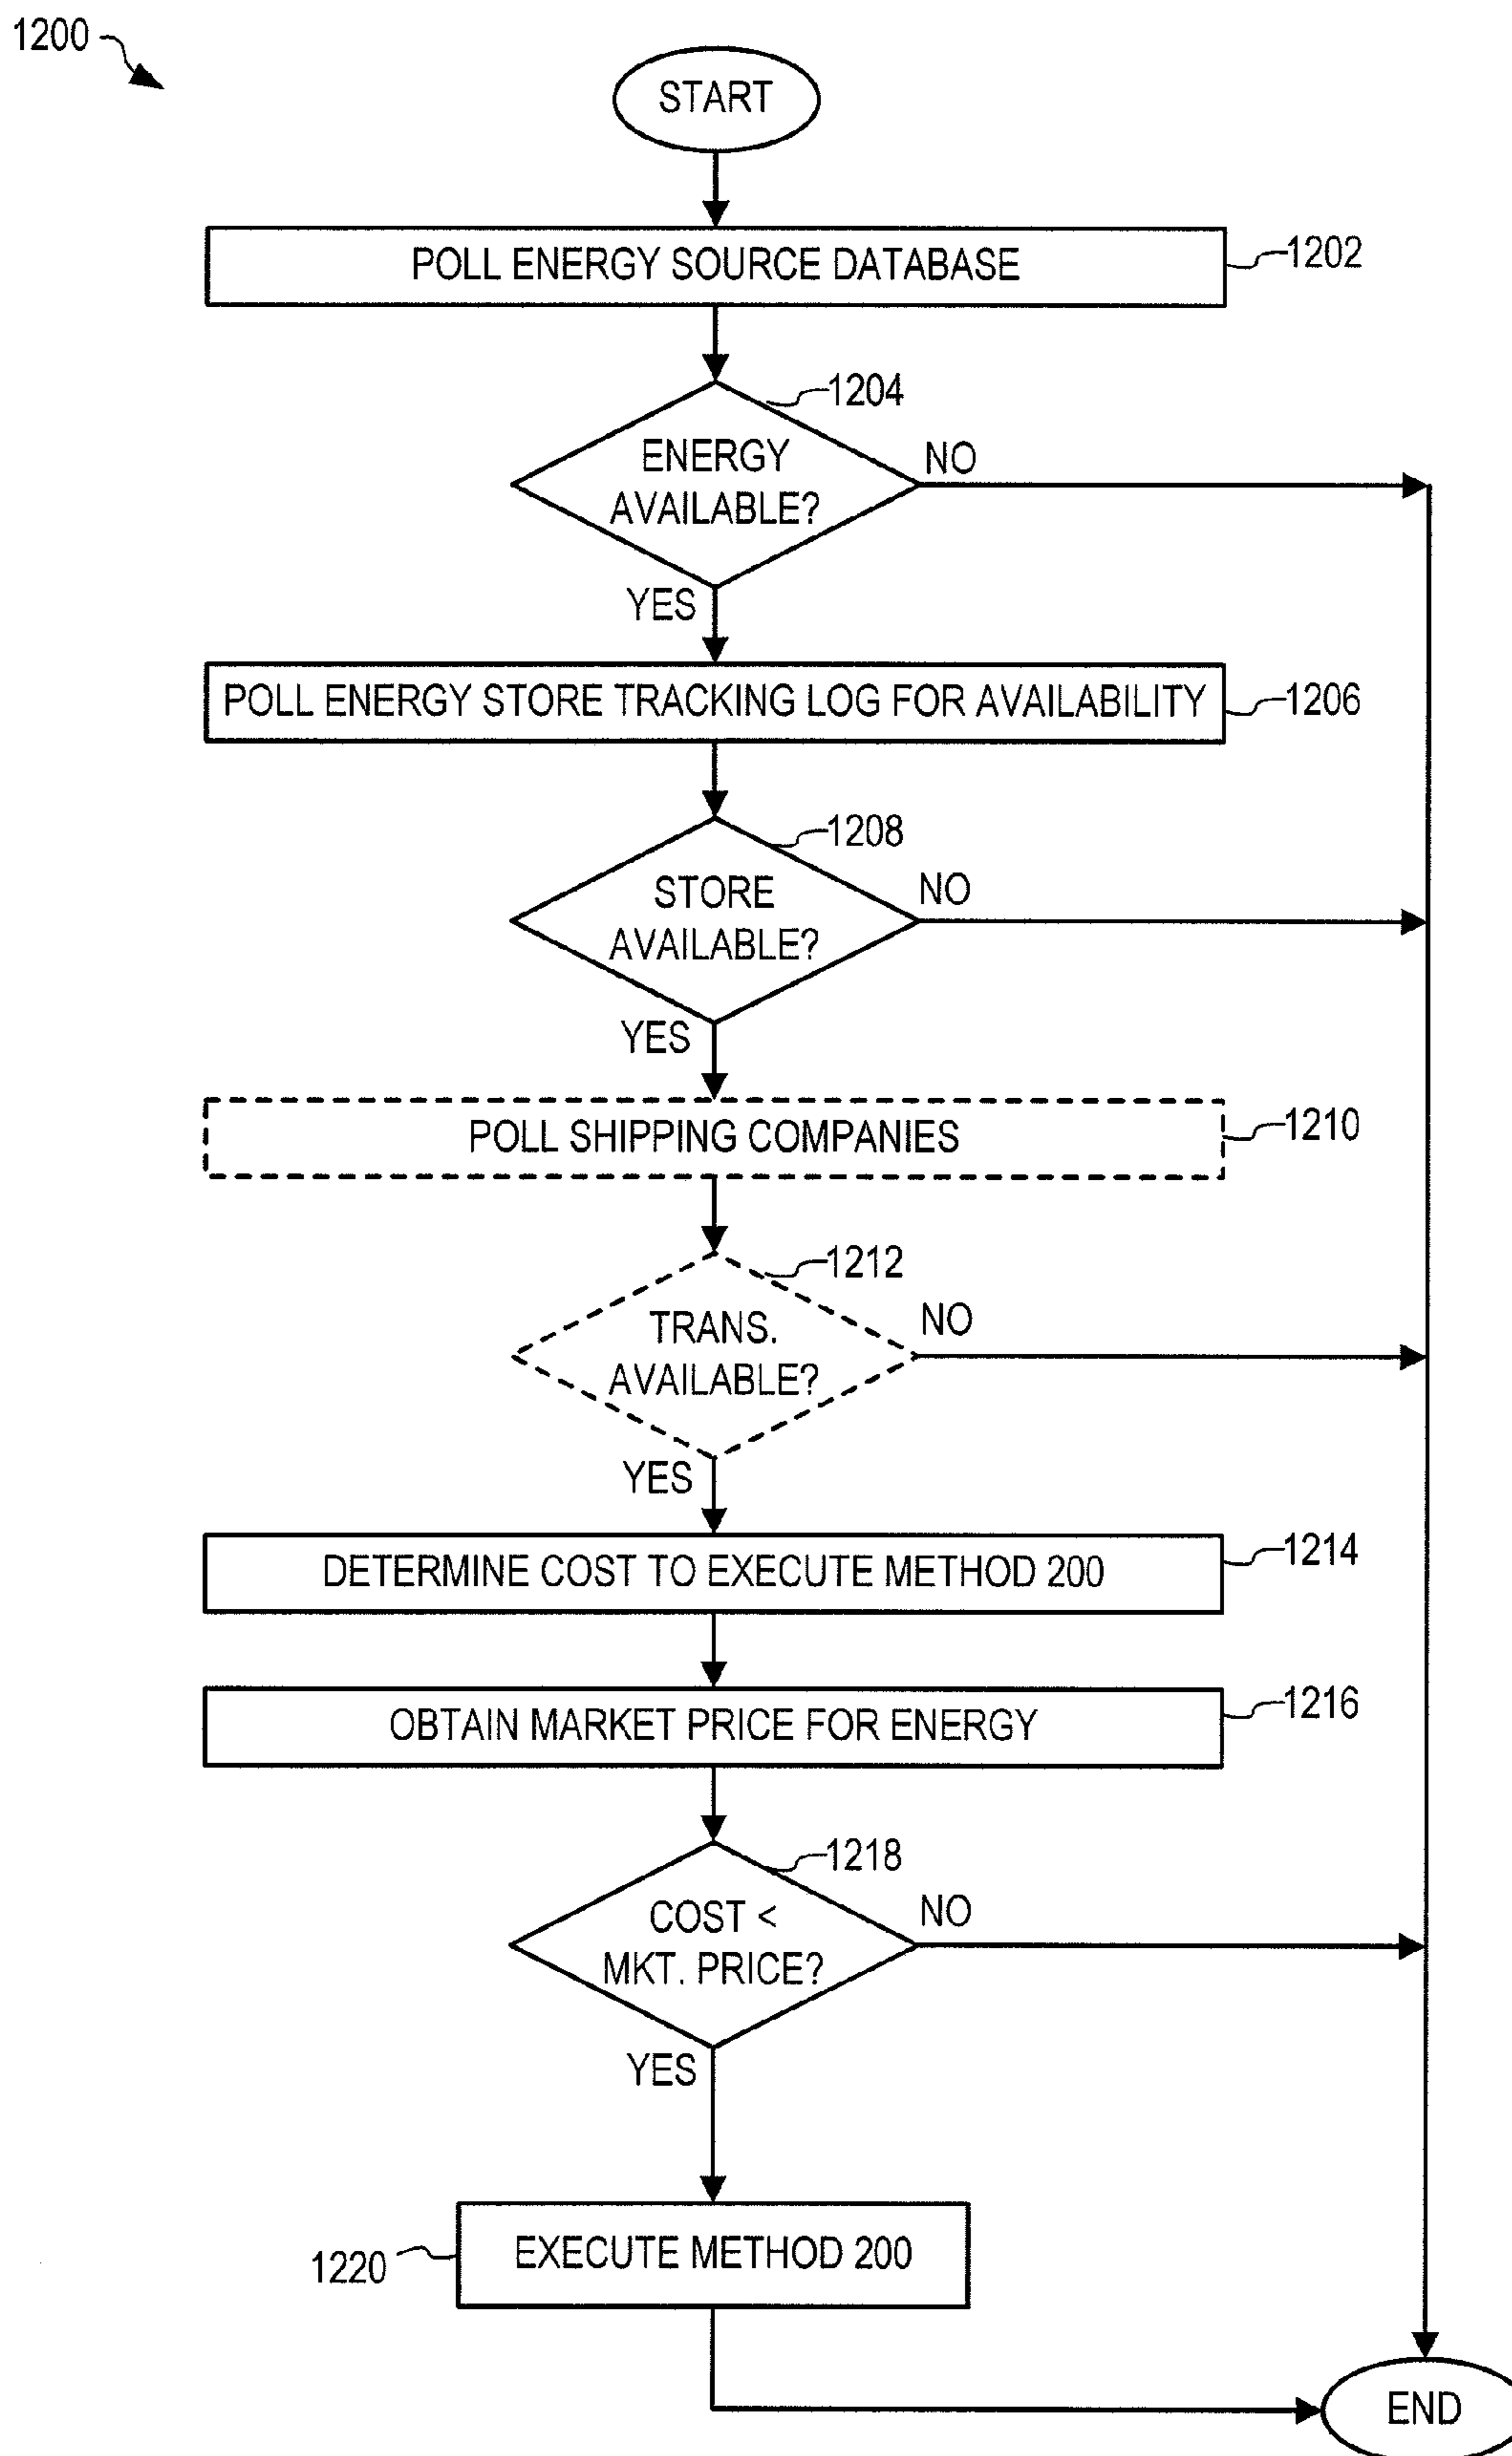 1200
START
POLL ENERGY SOURCE DATABASE
1202
1204
ENERGY
AVAILABLE?
NO
YES
POLL ENERGY STORE TRACKING LOG FOR AVAILABILITY
1206
1208
STORE
AVAILABLE?
NO
YES
POLL SHIPPING COMPANIES
1210
1212
TRANS.
AVAILABLE?
NO
YES
DETERMINE COST TO EXECUTE METHOD 200
1214
OBTAIN MARKET PRICE FOR ENERGY
1216
1218
COST <
MKT. PRICE?
NO
YES
EXECUTE METHOD 200
1220
END